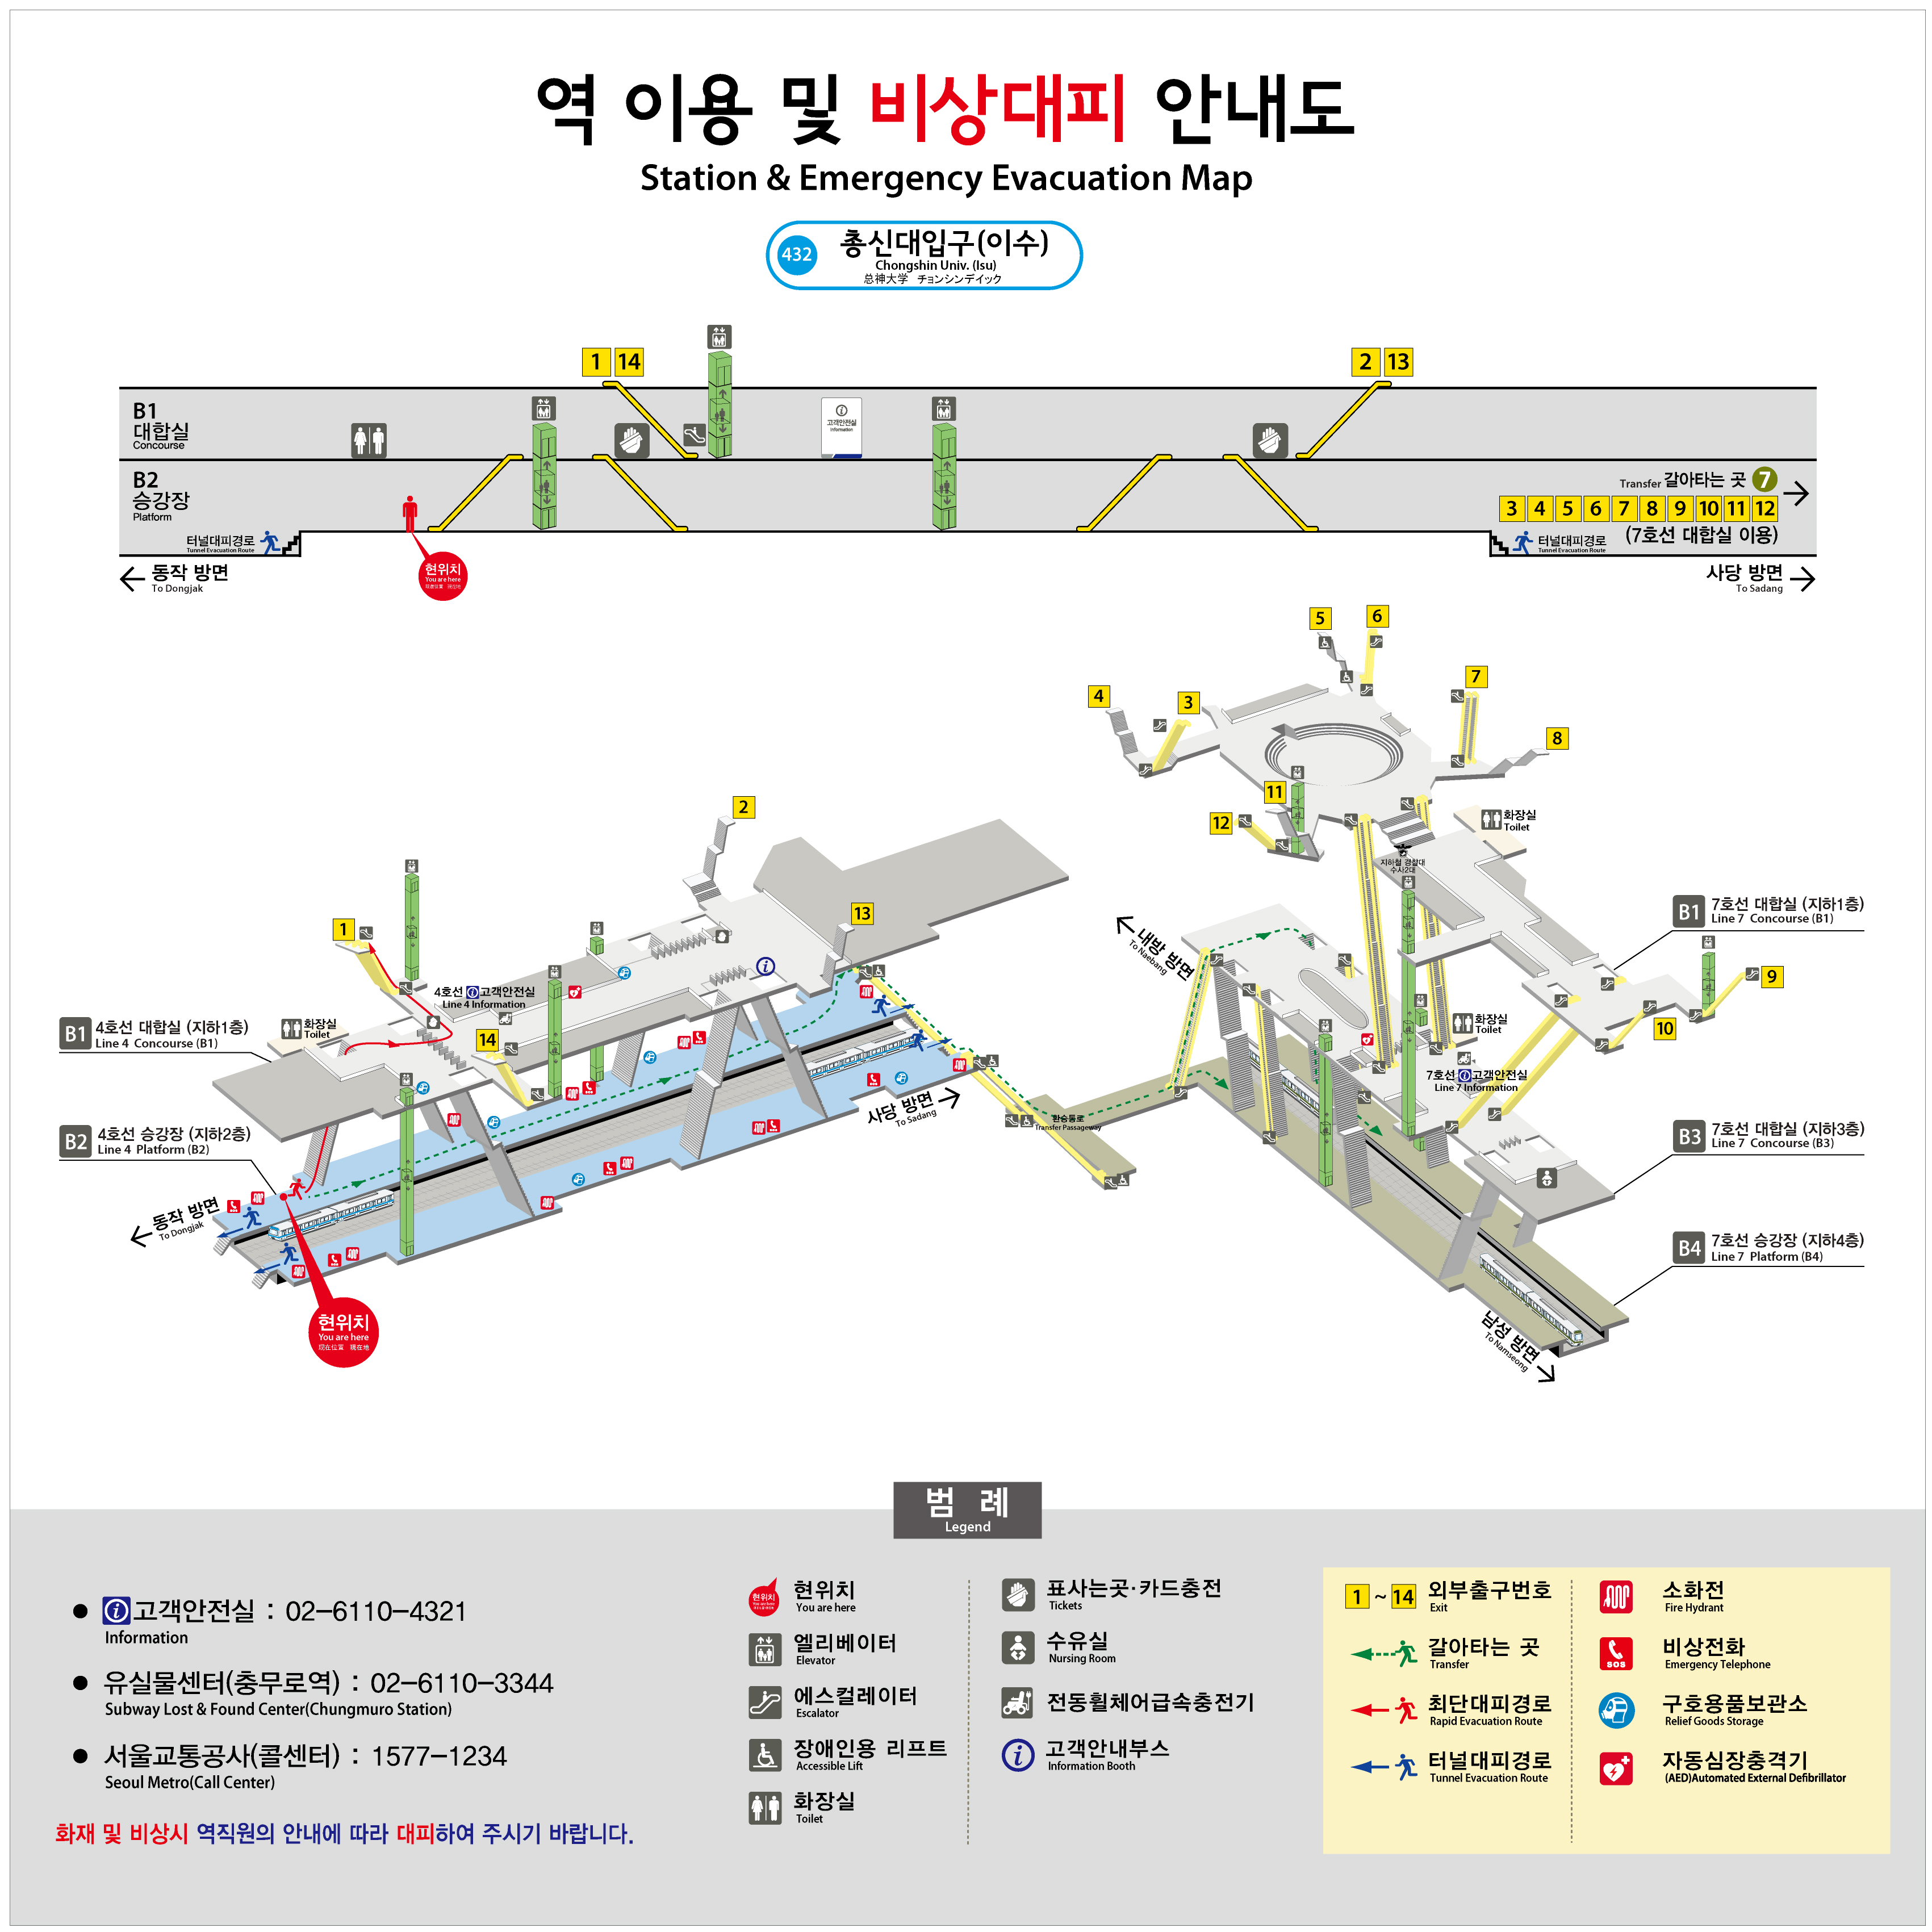 역 이용 및 비상대피 안내도
Station & Emergency Evacuation Map
432 총신대입구(이수)
Chongshin Univ. (Isu)
总神大学 チョンシンデイック
1 14
2 13
B1
대합실
Concourse
고객안전실
Information
B2
승강장
Platform
Transfer 갈아타는 곳 7
3 4 5 6 7 8 9 10 11 12
(7호선 대합실 이용)
터널대피경로
Tunnel Evacuation Route
터널대피경로
Tunnel Evacuation Route
현위치
You are here
동작 방면
To Dongjak
사당 방면
To Sadang
5
6
4
3
7
8
11
12
화장실
Toilet
지하철 경찰대
수사2대
2
13
1
4호선 고객안전실
Line 4 Information
화장실
Toilet
14
B1 4호선 대합실 (지하1층)
Line 4 Concourse (B1)
B2 4호선 승강장 (지하2층)
Line 4 Platform (B2)
동작 방면
To Dongjak
사당 방면
To Sadang
환승통로
Transfer Passageway
현위치
You are here
现在位置 現在地
내방 방면
To Naebang
B1 7호선 대합실 (지하1층)
Line 7 Concourse (B1)
9
10
화장실
Toilet
7호선 고객안전실
Line 7 Information
B3 7호선 대합실 (지하3층)
Line 7 Concourse (B3)
B4 7호선 승강장 (지하4층)
Line 7 Platform (B4)
남성 방면
To Namseong
범 례
Legend
● 고객안전실 : 02-6110-4321
Information
● 유실물센터(충무로역) : 02-6110-3344
Subway Lost & Found Center(Chungmuro Station)
● 서울교통공사(콜센터) : 1577-1234
Seoul Metro(Call Center)
화재 및 비상시 역직원의 안내에 따라 대피하여 주시기 바랍니다.
현위치
You are here
엘리베이터
Elevator
에스컬레이터
Escalator
장애인용 리프트
Accessible Lift
화장실
Toilet
표사는곳·카드충전
Tickets
수유실
Nursing Room
전동휠체어급속충전기
고객안내부스
Information Booth
1 ~ 14 외부출구번호
Exit
갈아타는 곳
Transfer
최단대피경로
Rapid Evacuation Route
터널대피경로
Tunnel Evacuation Route
소화전
Fire Hydrant
SOS
비상전화
Emergency Telephone
구호용품보관소
Relief Goods Storage
자동심장충격기
(AED)Automated External Defibrillator